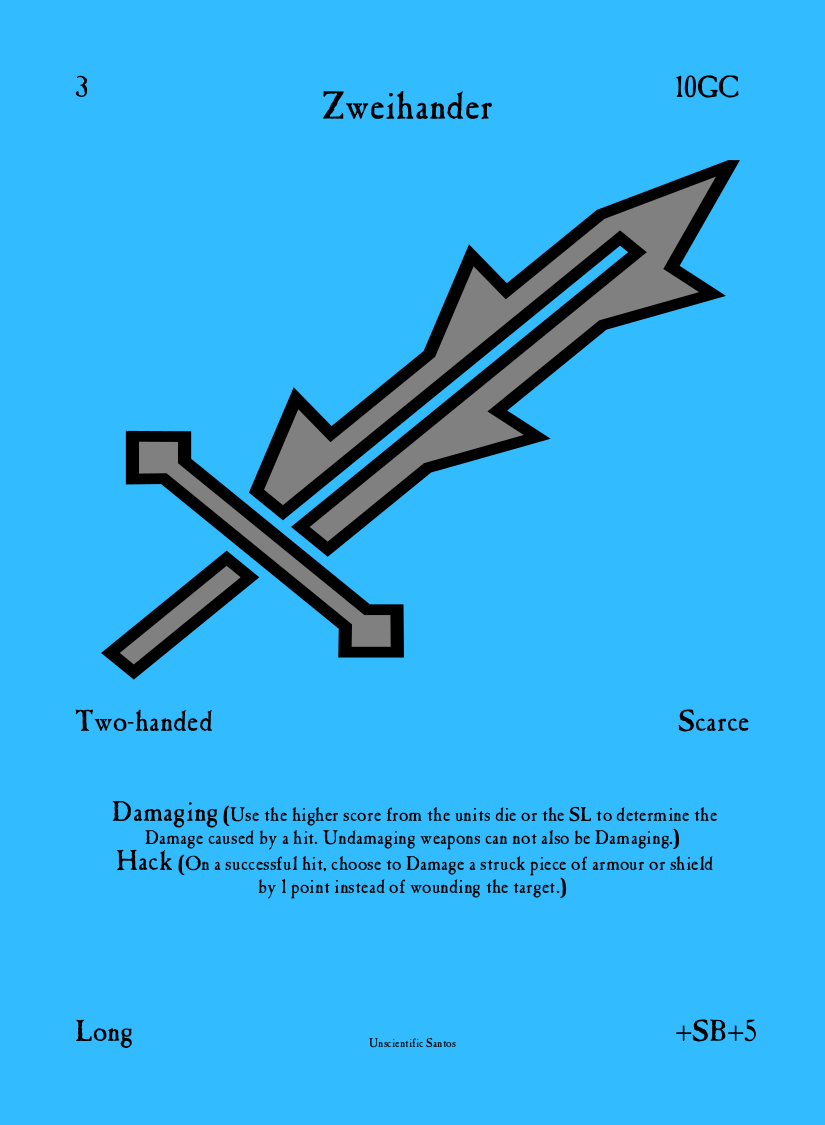 3
10GC
Zweihander
Two-handed
Scarce
Damaging (Use the higher score from the units die or the SL to determine the
Damage caused by a hit. Undamaging weapons can not also be Damaging.)
Hack (On a successful hit, choose to Damage a struck piece of armour or shield
by 1 point instead of wounding the target.)
Long
Unscientific Santos
+SB+5